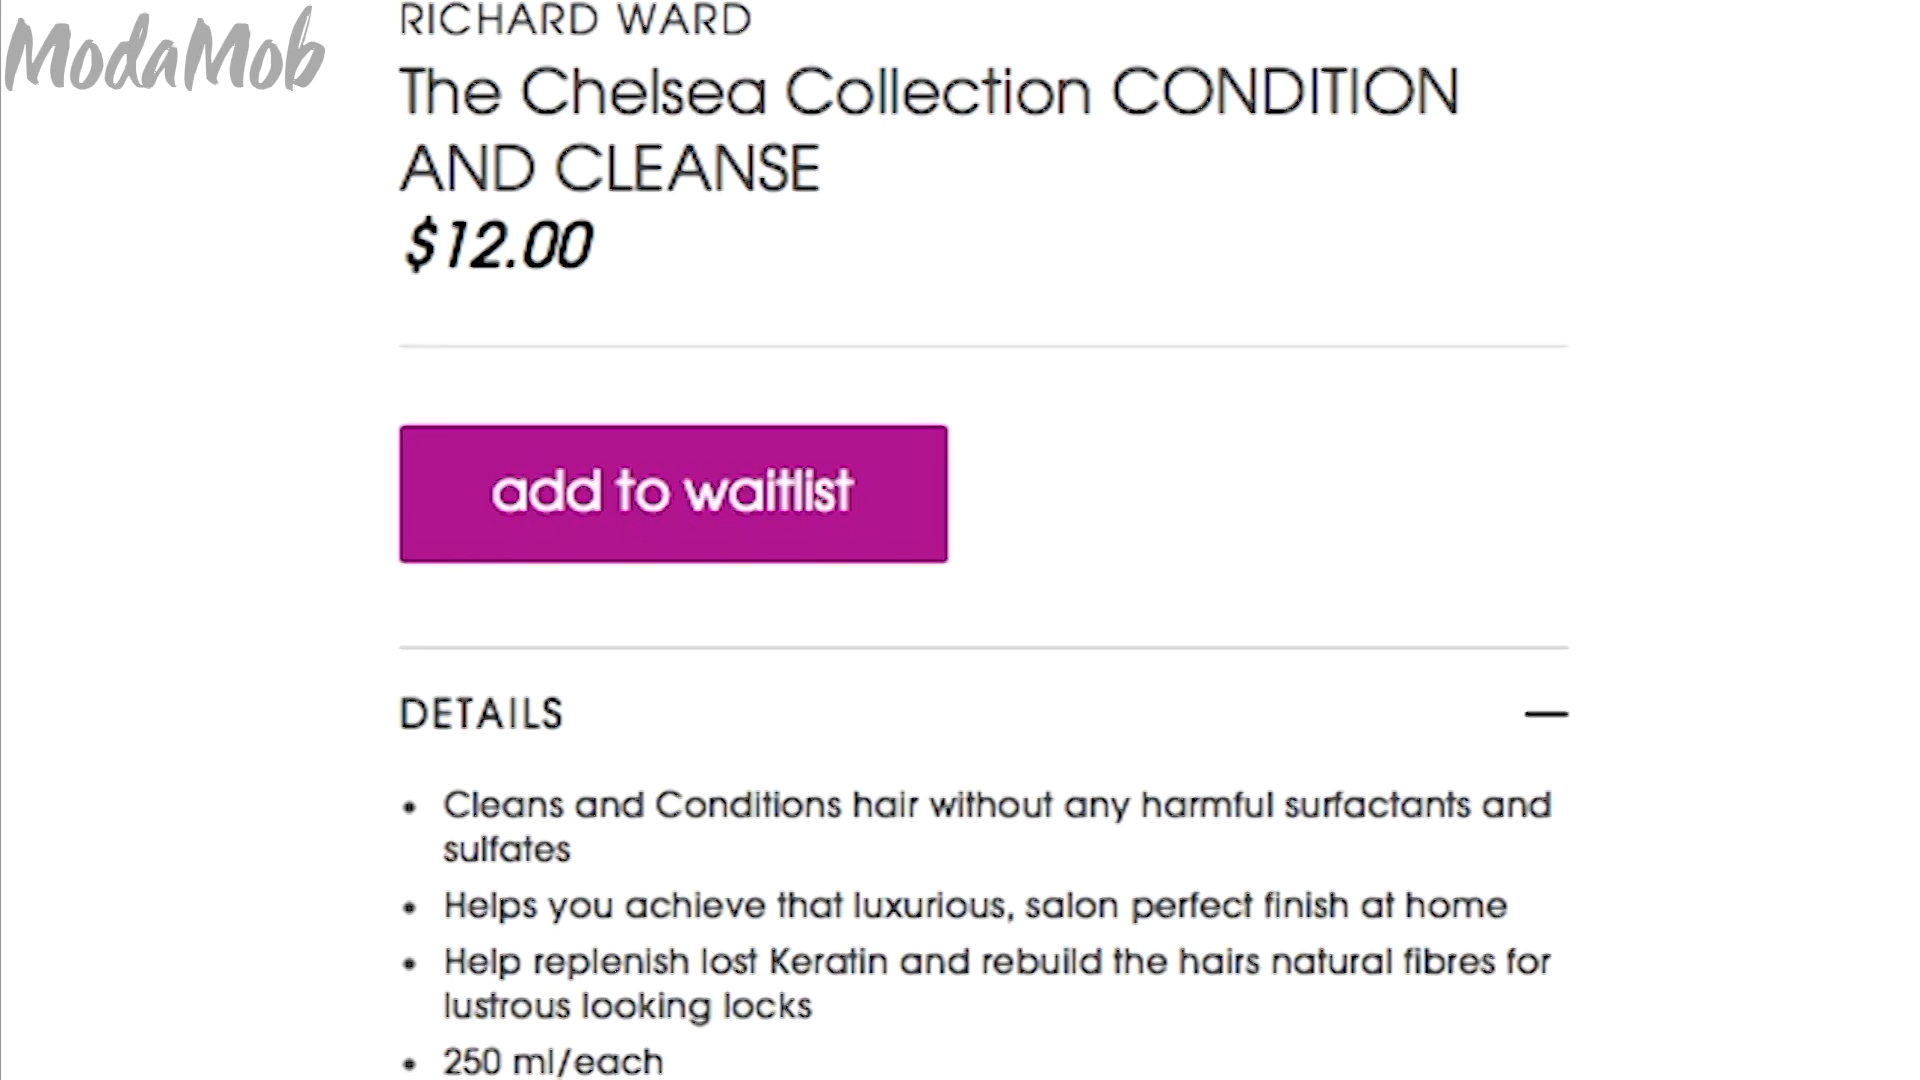 ModaMob
RICHARD WARD
The Chelsea Collection CONDITION
AND CLEANSE
$12.00
add to waitlist
DETAILS
• Cleans and Conditions hair without any harmful surfactants and
sulfates
• Helps you achieve that luxurious, salon perfect finish at home
• Help replenish lost Keratin and rebuild the hairs natural fibres for
lustrous looking locks
• 250 ml/each